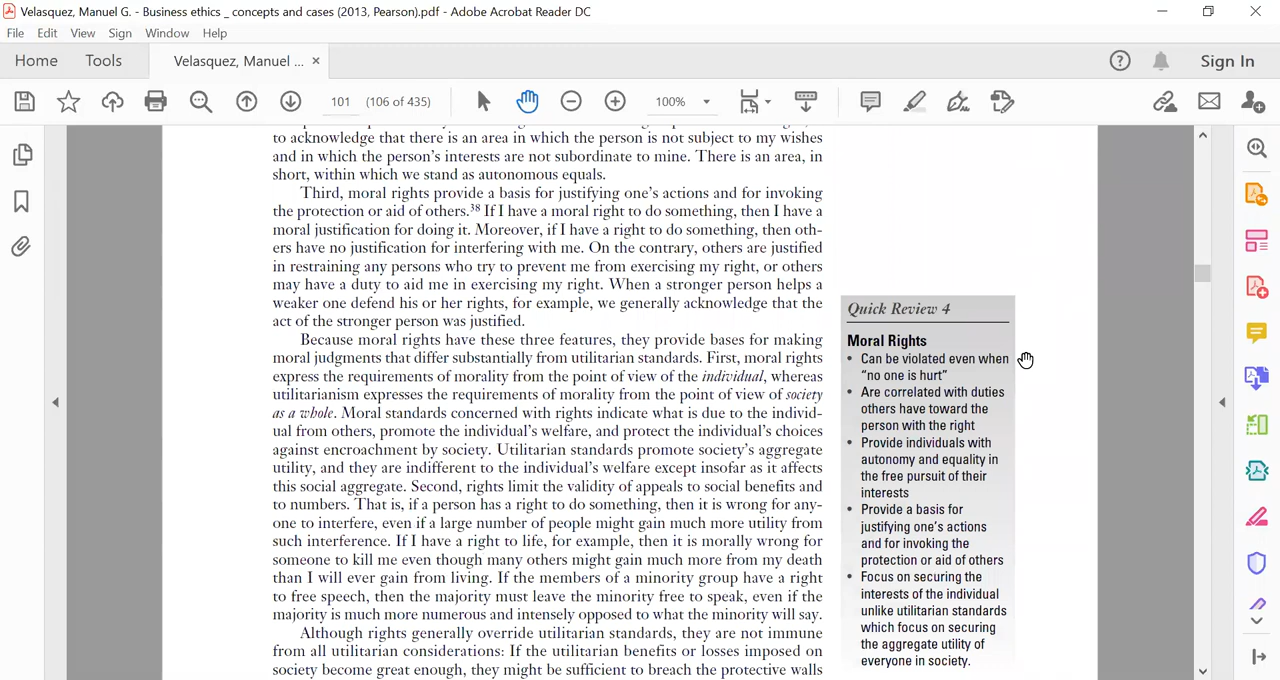 Velasquez, Manuel G. - Business ethics _ concepts and cases (2013, Pearson).pdf - Adobe Acrobat Reader DC
File Edit View Sign Window Help
Home Tools Velasquez, Manuel ... × Sign In
101 (106 of 435) 100%
to acknowledge that there is an area in which the person is not subject to my wishes
and in which the person's interests are not subordinate to mine. There is an area, in
short, within which we stand as autonomous equals.
Third, moral rights provide a basis for justifying one's actions and for invoking
the protection or aid of others.³⁸ If I have a moral right to do something, then I have a
moral justification for doing it. Moreover, if I have a right to do something, then oth-
ers have no justification for interfering with me. On the contrary, others are justified
in restraining any persons who try to prevent me from exercising my right, or others
may have a duty to aid me in exercising my right. When a stronger person helps a
weaker one defend his or her rights, for example, we generally acknowledge that the
act of the stronger person was justified.
Because moral rights have these three features, they provide bases for making
moral judgments that differ substantially from utilitarian standards. First, moral rights
express the requirements of morality from the point of view of the individual, whereas
utilitarianism expresses the requirements of morality from the point of view of society
as a whole. Moral standards concerned with rights indicate what is due to the individ-
ual from others, promote the individual's welfare, and protect the individual's choices
against encroachment by society. Utilitarian standards promote society's aggregate
utility, and they are indifferent to the individual's welfare except insofar as it affects
this social aggregate. Second, rights limit the validity of appeals to social benefits and
to numbers. That is, if a person has a right to do something, then it is wrong for any-
one to interfere, even if a large number of people might gain much more utility from
such interference. If I have a right to life, for example, then it is morally wrong for
someone to kill me even though many others might gain much more from my death
than I will ever gain from living. If the members of a minority group have a right
to free speech, then the majority must leave the minority free to speak, even if the
majority is much more numerous and intensely opposed to what the minority will say.
Although rights generally override utilitarian standards, they are not immune
from all utilitarian considerations: If the utilitarian benefits or losses imposed on
society become great enough, they might be sufficient to breach the protective walls
Quick Review 4
Moral Rights
• Can be violated even when
"no one is hurt"
• Are correlated with duties
others have toward the
person with the right
• Provide individuals with
autonomy and equality in
the free pursuit of their
interests
• Provide a basis for
justifying one's actions
and for invoking the
protection or aid of others
• Focus on securing the
interests of the individual
unlike utilitarian standards
which focus on securing
the aggregate utility of
everyone in society.